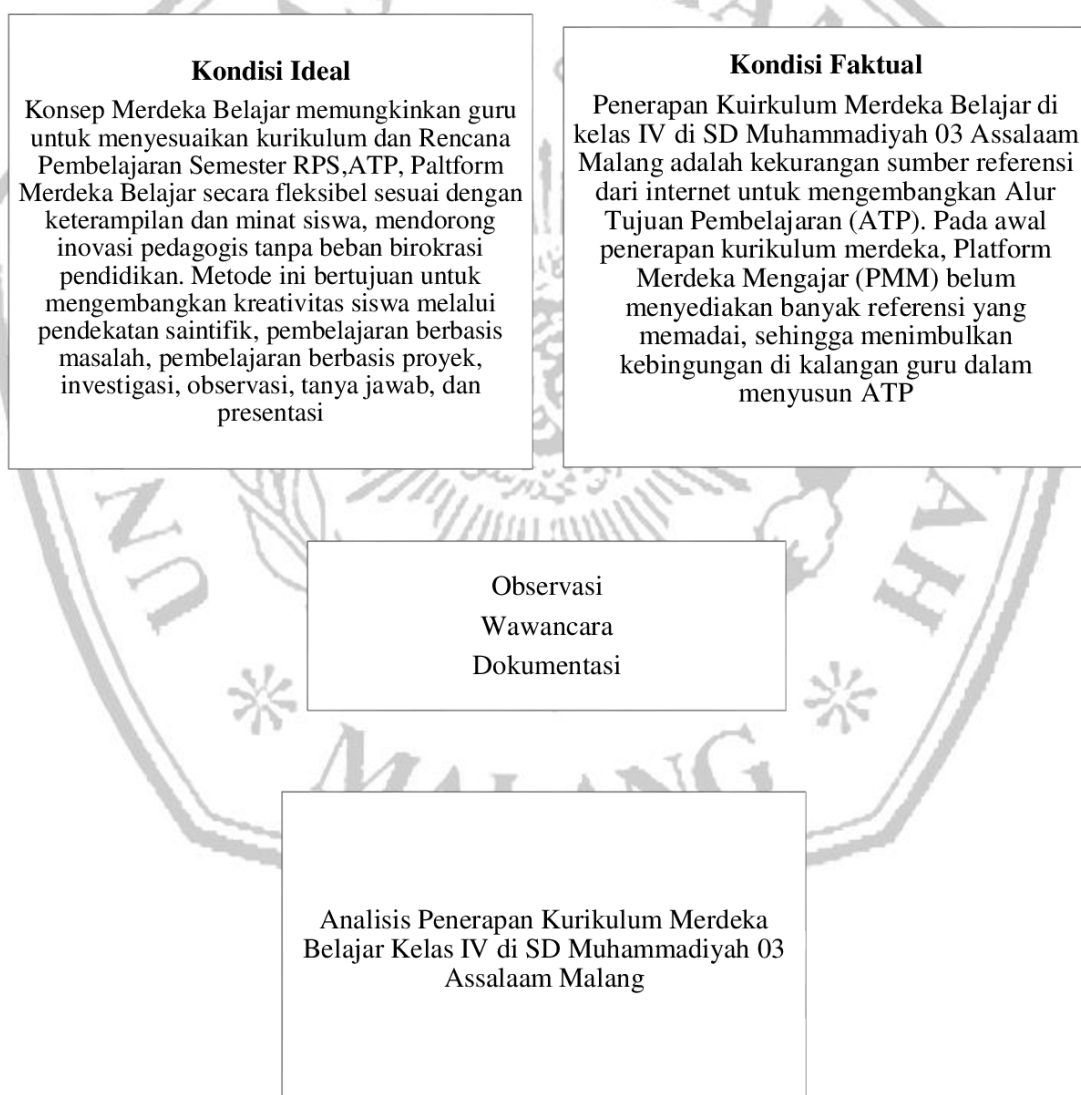 Kondisi Ideal
Konsep Merdeka Belajar memungkinkan guru
untuk menyesuaikan kurikulum dan Rencana
Pembelajaran Semester RPS,ATP, Paltform
Merdeka Belajar secara fleksibel sesuai dengan
keterampilan dan minat siswa, mendorong
inovasi pedagogis tanpa beban birokrasi
pendidikan. Metode ini bertujuan untuk
mengembangkan kreativitas siswa melalui
pendekatan saintifik, pembelajaran berbasis
masalah, pembelajaran berbasis proyek,
investigasi, observasi, tanya jawab, dan
presentasi
Kondisi Faktual
Penerapan Kuirkulum Merdeka Belajar di
kelas IV di SD Muhammadiyah 03 Assalaam
Malang adalah kekurangan sumber referensi
dari internet untuk mengembangkan Alur
Tujuan Pembelajaran (ATP). Pada awal
penerapan kurikulum merdeka, Platform
Merdeka Mengajar (PMM) belum
menyediakan banyak referensi yang
memadai, sehingga menimbulkan
kebingungan di kalangan guru dalam
menyusun ATP
Observasi
Wawancara
Dokumentasi
MALANG
Analisis Penerapan Kurikulum Merdeka
Belajar Kelas IV di SD Muhammadiyah 03
Assalaam Malang